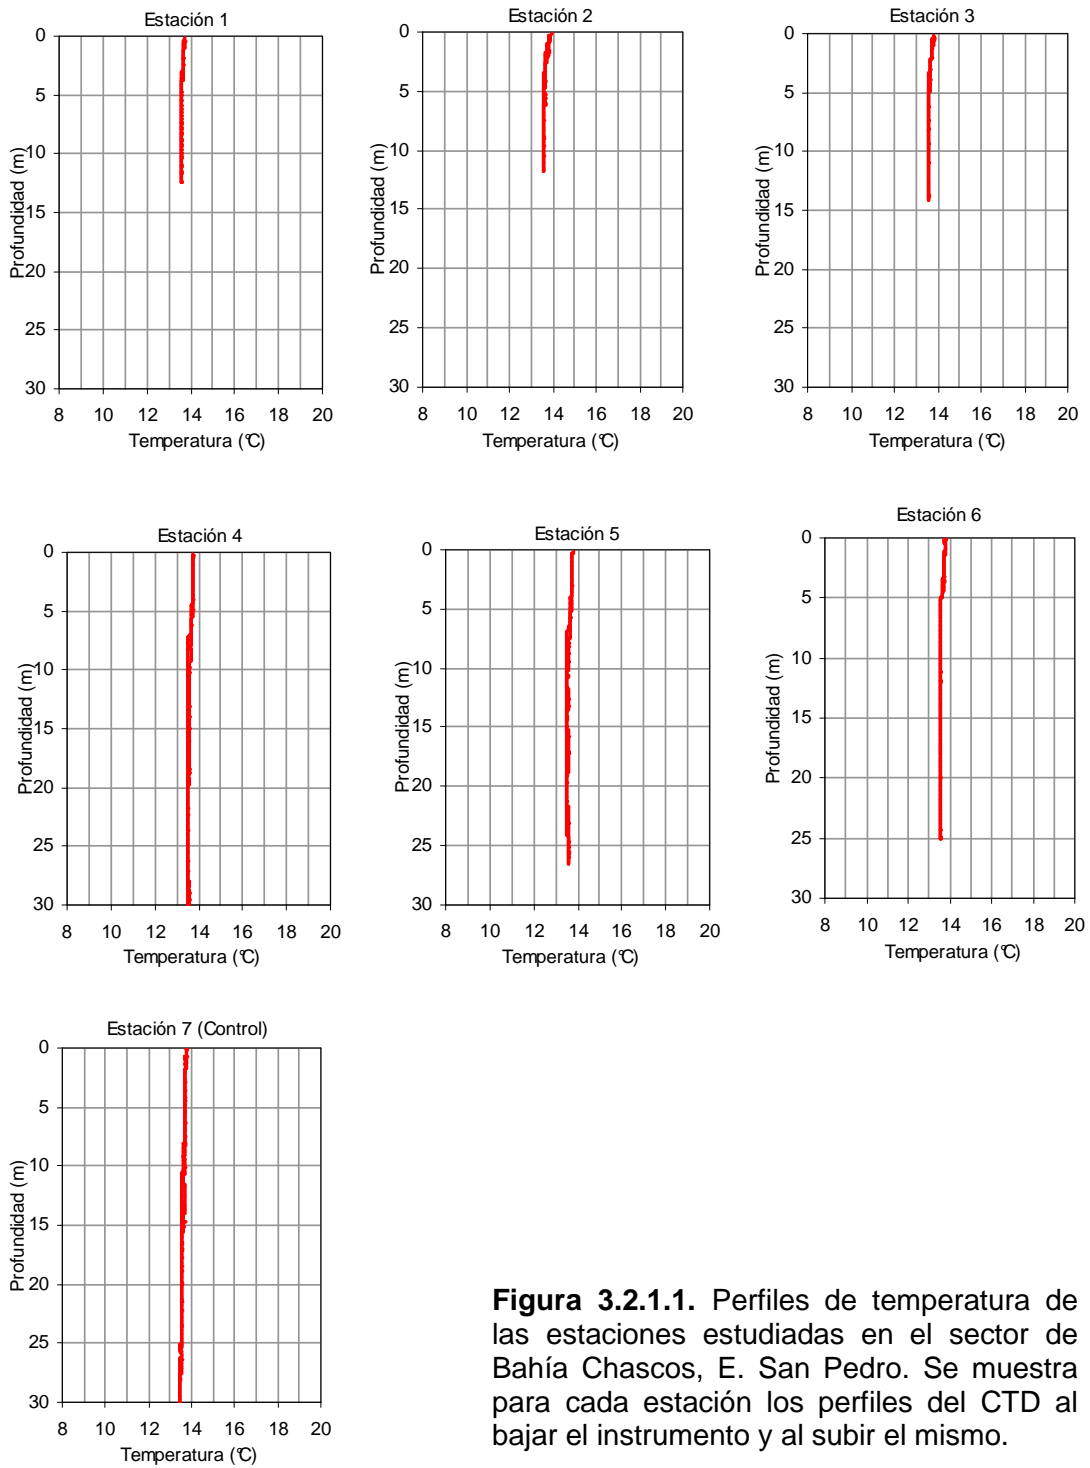 Estación 1
0
5
10
15
20
25
30
Profundidad (m)
8 10 12 14 16 18 20
Temperatura (°C)
Estación 2
0
5
10
15
20
25
30
Profundidad (m)
8 10 12 14 16 18 20
Temperatura (°C)
Estación 3
0
5
10
15
20
25
30
Profundidad (m)
8 10 12 14 16 18 20
Temperatura (°C)
Estación 4
0
5
10
15
20
25
30
Profundidad (m)
8 10 12 14 16 18 20
Temperatura (°C)
Estación 5
0
5
10
15
20
25
30
Profundidad (m)
8 10 12 14 16 18 20
Temperatura (°C)
Estación 6
0
5
10
15
20
25
30
Profundidad (m)
8 10 12 14 16 18 20
Temperatura (°C)
Estación 7 (Control)
0
5
10
15
20
25
30
Profundidad (m)
8 10 12 14 16 18 20
Temperatura (°C)
Figura 3.2.1.1. Perfiles de temperatura de
las estaciones estudiadas en el sector de
Bahía Chascos, E. San Pedro. Se muestra
para cada estación los perfiles del CTD al
bajar el instrumento y al subir el mismo.